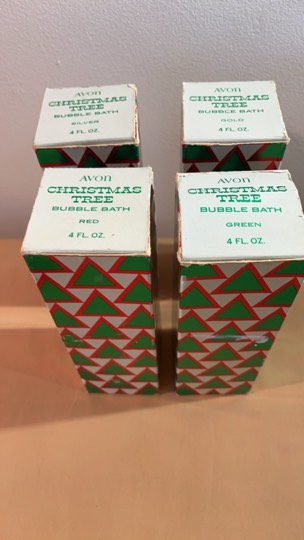 AVON
CHRISTMAS
TREE
BUBBLE BATH
SILVER
4 FL. OZ.
AVON
CHRISTMAS
TREE
BUBBLE BATH
GOLD
4 FL. OZ.
AVON
CHRISTMAS
TREE
BUBBLE BATH
RED
4 FL. OZ.
AVON
CHRISTMAS
TREE
BUBBLE BATH
GREEN
4 FL. OZ.